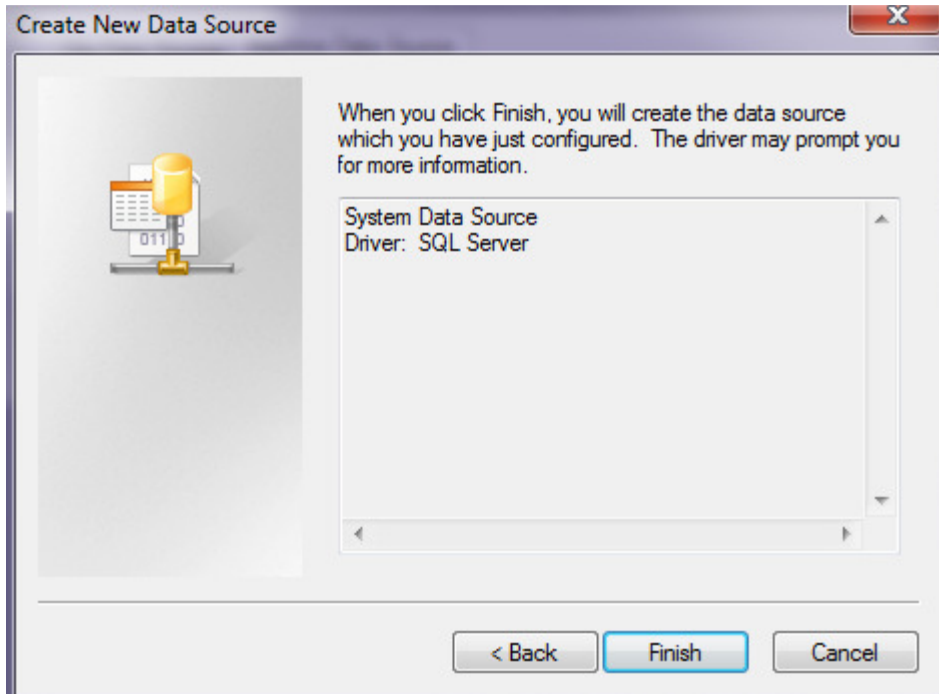 Create New Data Source
When you click Finish, you will create the data source
which you have just configured. The driver may prompt you
for more information.
System Data Source
Driver: SQL Server
< Back
Finish
Cancel